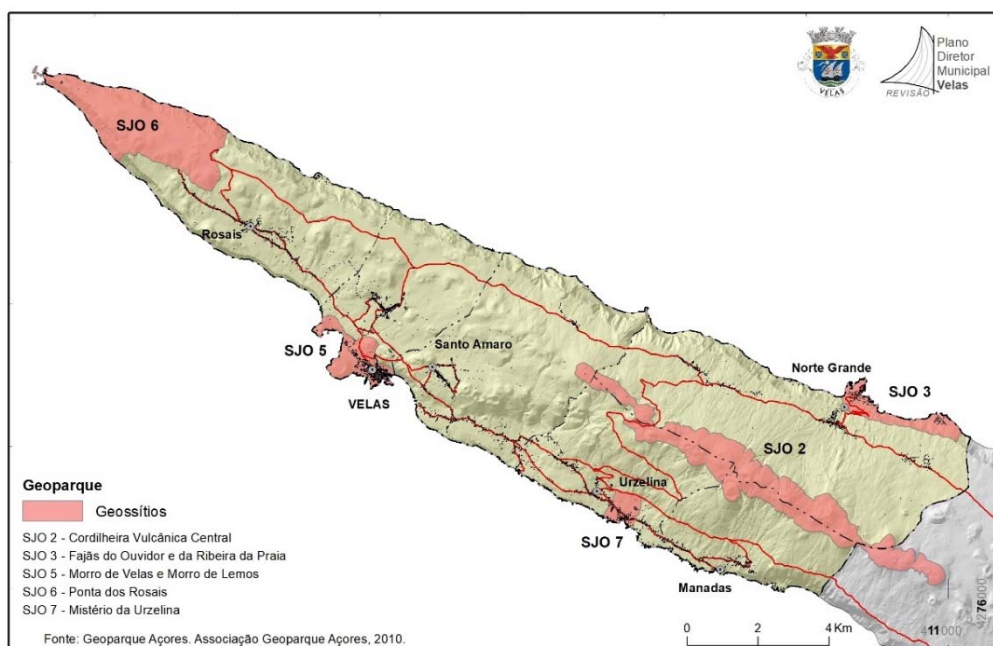 VELAS
Plano
Diretor
Municipal
Velas
REVISÃO
SJO 6
Rosais
SJO 5
Santo Amaro
VELAS
Norte Grande
SJO 3
SJO 2
Urzelina
SJO 7
Manadas
Geoparque
Geossítios
SJO 2 - Cordilheira Vulcânica Central
SJO 3 - Fajãs do Ouvidor e da Ribeira da Praia
SJO 5 - Morro de Velas e Morro de Lemos
SJO 6 - Ponta dos Rosais
SJO 7 - Mistério da Urzelina
Fonte: Geoparque Açores. Associação Geoparque Açores, 2010.
0 2 4 Km
411000
4276000